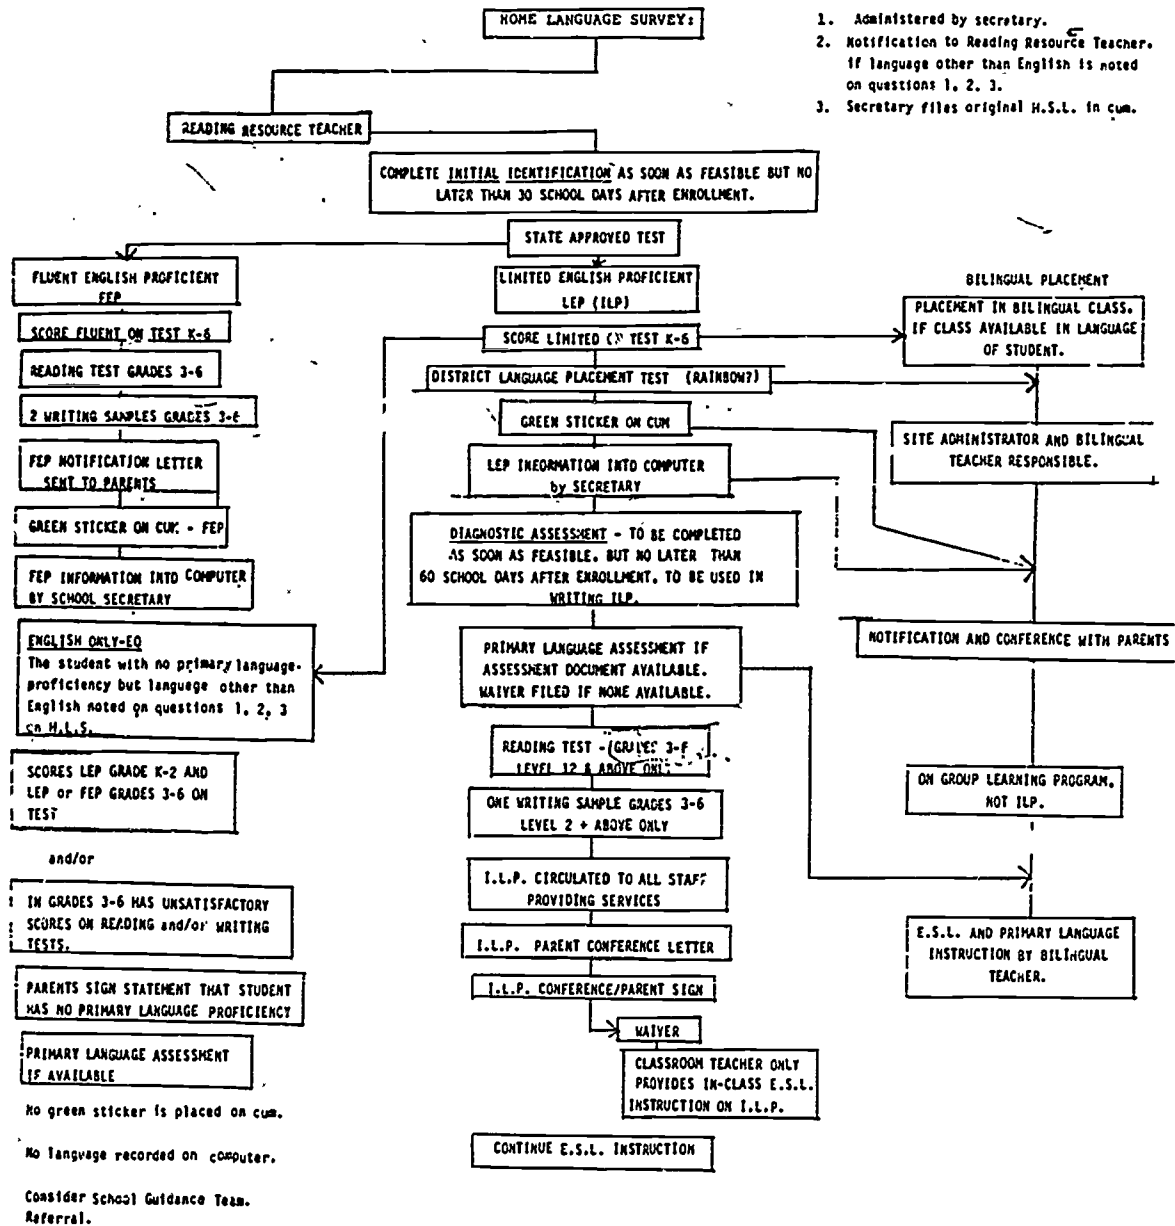 HOME LANGUAGE SURVEY:
1. Administered by secretary.
2. Notification to Reading Resource Teacher.
if language other than English is noted
on questions 1, 2, 3.
3. Secretary files original H.S.L. in cum.
READING RESOURCE TEACHER
COMPLETE INITIAL IDENTIFICATION AS SOON AS FEASIBLE BUT NO
LATER THAN 30 SCHOOL DAYS AFTER ENROLLMENT.
STATE APPROVED TEST
FLUENT ENGLISH PROFICIENT
FEP
SCORE FLUENT ON TEST K-6
READING TEST GRADES 3-6
2 WRITING SAMPLES GRADES 3-6
FEP NOTIFICATION LETTER
SENT TO PARENTS
GREEN STICKER ON CUM. - FEP
FEP INFORMATION INTO COMPUTER
BY SCHOOL SECRETARY
ENGLISH ONLY-EO
The student with no primary language-
proficiency but language other than
English noted on questions 1, 2, 3
on H.L.S.
SCORES LEP GRADE K-2 AND
LEP or FEP GRADES 3-6 ON
TEST
and/or
IN GRADES 3-6 HAS UNSATISFACTORY
SCORES ON READING and/or WRITING
TESTS.
PARENTS SIGN STATEMENT THAT STUDENT
HAS NO PRIMARY LANGUAGE PROFICIENCY
PRIMARY LANGUAGE ASSESSMENT
IF AVAILABLE
No green sticker is placed on cum.
No language recorded on computer.
Consider School Guidance Team.
Referral.
LIMITED ENGLISH PROFICIENT
LEP (ILP)
SCORE LIMITED ON TEST K-6
DISTRICT LANGUAGE PLACEMENT TEST (RAINBOW?)
GREEN STICKER ON CUM
LEP INFORMATION INTO COMPUTER
by SECRETARY
DIAGNOSTIC ASSESSMENT - TO BE COMPLETED
AS SOON AS FEASIBLE. BUT NO LATER THAN
60 SCHOOL DAYS AFTER ENROLLMENT. TO BE USED IN
WRITING ILP.
PRIMARY LANGUAGE ASSESSMENT IF
ASSESSMENT DOCUMENT AVAILABLE.
WAIVER FILED IF NONE AVAILABLE.
READING TEST - (GRADES 3-6
LEVEL 12 & ABOVE ONLY.
ONE WRITING SAMPLE GRADES 3-6
LEVEL 2 + ABOVE ONLY
I.L.P. CIRCULATED TO ALL STAFF
PROVIDING SERVICES
I.L.P. PARENT CONFERENCE LETTER
I.L.P. CONFERENCE/PARENT SIGN
WAIVER
CLASSROOM TEACHER ONLY
PROVIDES IN-CLASS E.S.L.
INSTRUCTION ON I.L.P.
CONTINUE E.S.L. INSTRUCTION
BILINGUAL PLACEMENT
PLACEMENT IN BILINGUAL CLASS.
IF CLASS AVAILABLE IN LANGUAGE
OF STUDENT.
SITE ADMINISTRATOR AND BILINGUAL
TEACHER RESPONSIBLE.
NOTIFICATION AND CONFERENCE WITH PARENTS
ON GROUP LEARNING PROGRAM,
NOT ILP.
E.S.L. AND PRIMARY LANGUAGE
INSTRUCTION BY BILINGUAL
TEACHER.